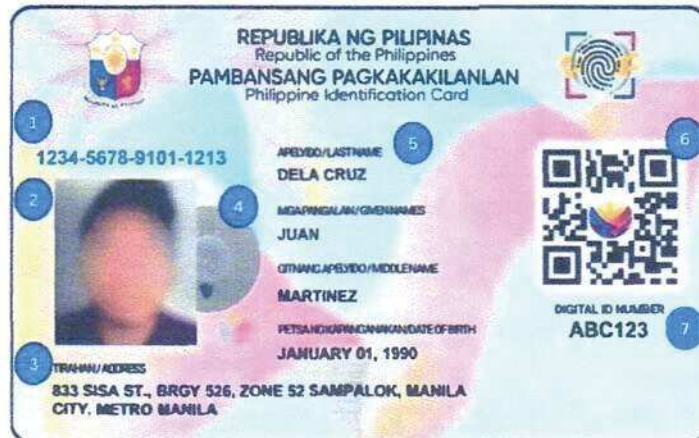 REPUBLIKA NG PILIPINAS
Republic of the Philippines
PAMBANSANG PAGKAKAKILANLAN
Philippine Identification Card
1
1234-5678-9101-1213
2
4
5
APELYIDO/LAST NAME
DELA CRUZ
MGA PANGALAN/GIVEN NAMES
JUAN
GITNANG APELYIDO/MIDDLE NAME
MARTINEZ
PETSA NG KAPANGANAKAN/DATE OF BIRTH
JANUARY 01, 1990
6
DIGITAL ID NUMBER
ABC123
7
3
TIRAHAN/ADDRESS
833 SISA ST., BRGY 526, ZONE 52 SAMPALOK, MANILA
CITY, METRO MANILA